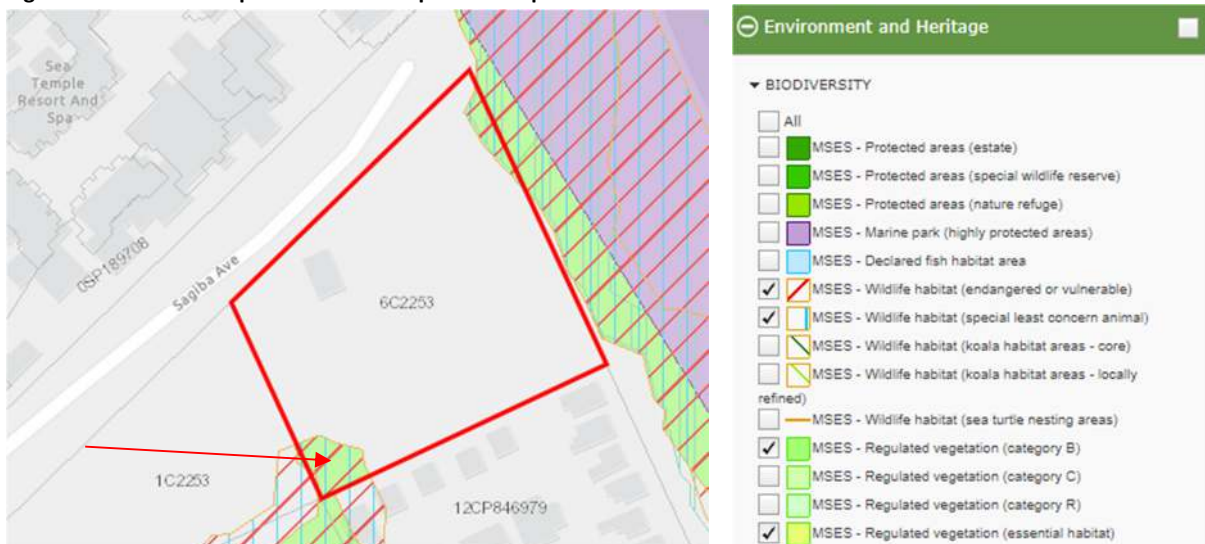 Sea
Temple
Resort And
Spa
0SP189708
Sagiba Ave
6C2253
1C2253
12CP846979
Environment and Heritage
BIODIVERSITY
All
MSES - Protected areas (estate)
MSES - Protected areas (special wildlife reserve)
MSES - Protected areas (nature refuge)
MSES - Marine park (highly protected areas)
MSES - Declared fish habitat area
MSES - Wildlife habitat (endangered or vulnerable)
MSES - Wildlife habitat (special least concern animal)
MSES - Wildlife habitat (koala habitat areas - core)
MSES - Wildlife habitat (koala habitat areas - locally
refined)
MSES - Wildlife habitat (sea turtle nesting areas)
MSES - Regulated vegetation (category B)
MSES - Regulated vegetation (category C)
MSES - Regulated vegetation (category R)
MSES - Regulated vegetation (essential habitat)